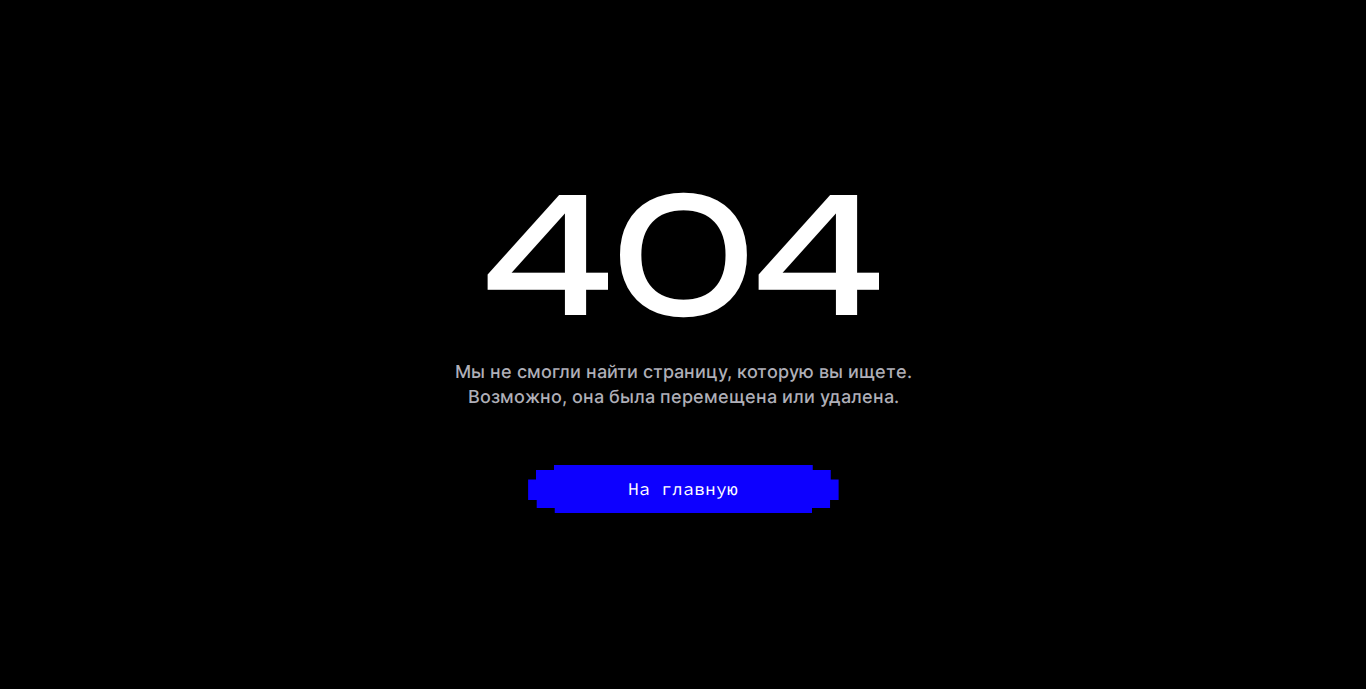 404
Мы не смогли найти страницу, которую вы ищете.
Возможно, она была перемещена или удалена.
На главную